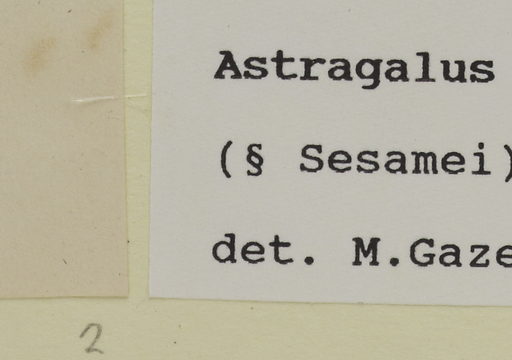 Astragalus
(§ Sesamei)
det. M.Gaze
2